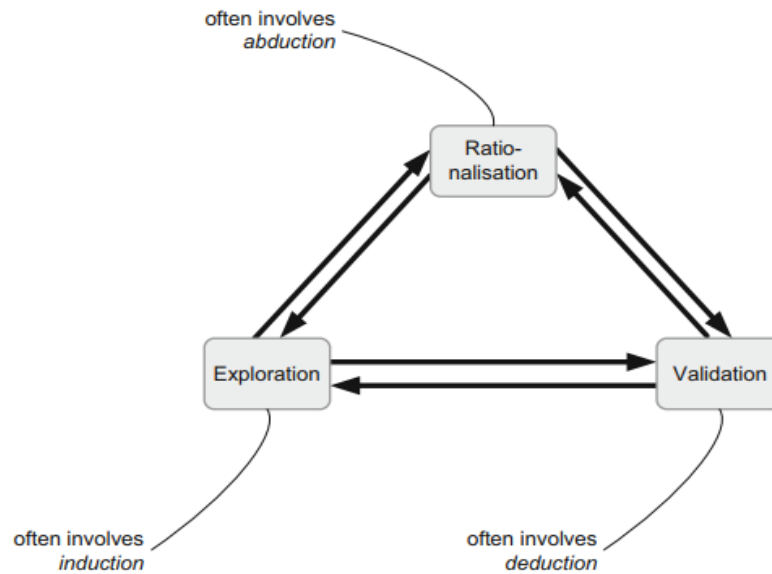 often involves
abduction
Ratio-
nalisation
Exploration
Validation
often involves
induction
often involves
deduction